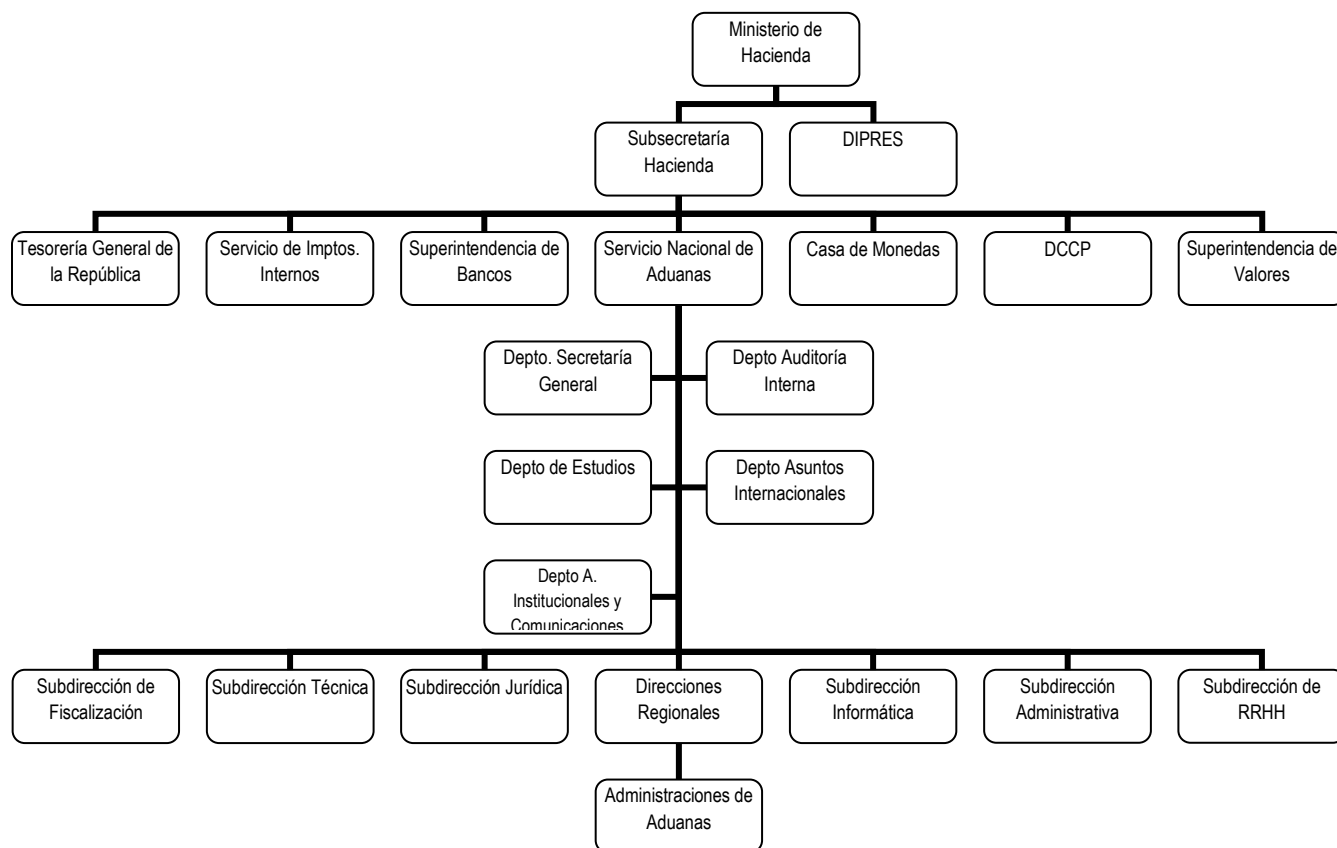 Ministerio de
Hacienda
Subsecretaría
Hacienda
DIPRES
Tesorería General de
la República
Servicio de Imptos.
Internos
Superintendencia de
Bancos
Servicio Nacional de
Aduanas
Casa de Monedas
DCCP
Superintendencia de
Valores
Depto. Secretaría
General
Depto Auditoría
Interna
Depto de Estudios
Depto Asuntos
Internacionales
Depto A.
Institucionales y
Comunicaciones
Subdirección de
Fiscalización
Subdirección Técnica
Subdirección Jurídica
Direcciones
Regionales
Subdirección
Informática
Subdirección
Administrativa
Subdirección de
RRHH
Administraciones de
Aduanas